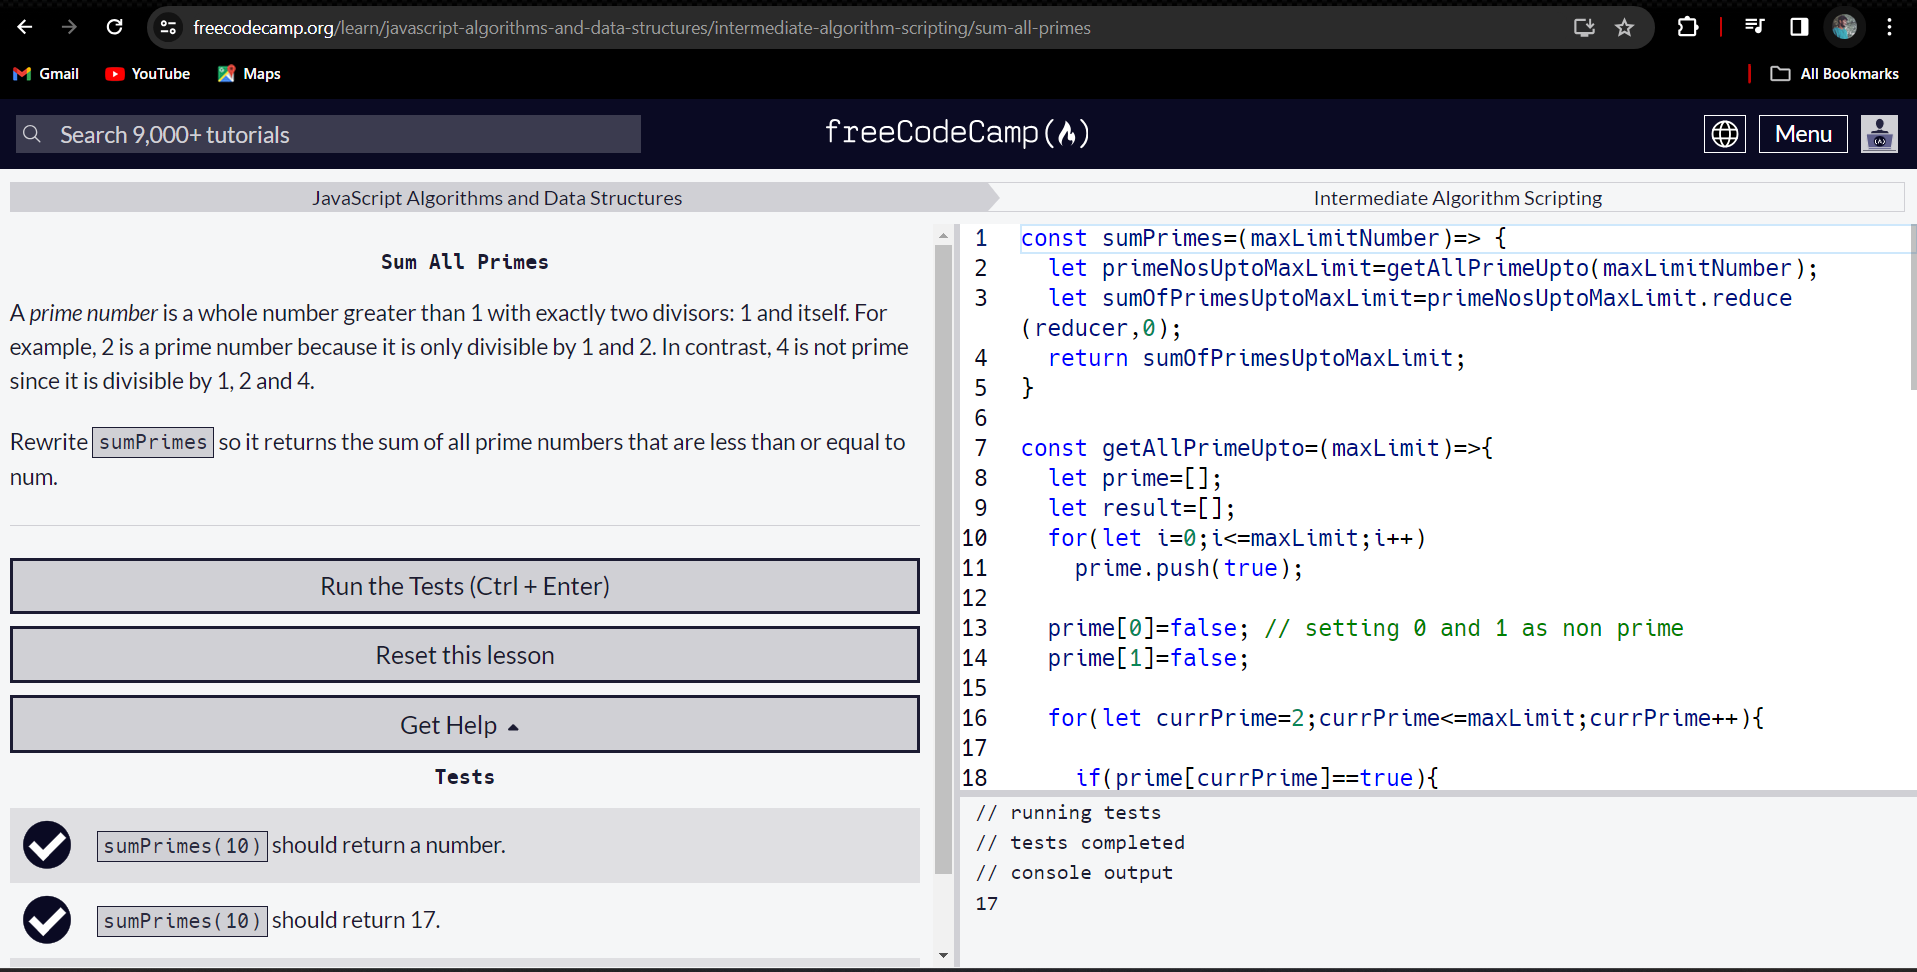 freecodecamp.org/learn/javascript-algorithms-and-data-structures/intermediate-algorithm-scripting/sum-all-primes
Gmail YouTube Maps All Bookmarks
Search 9,000+ tutorials freeCodeCamp(🔥) Menu
JavaScript Algorithms and Data Structures Intermediate Algorithm Scripting
Sum All Primes
A prime number is a whole number greater than 1 with exactly two divisors: 1 and itself. For
example, 2 is a prime number because it is only divisible by 1 and 2. In contrast, 4 is not prime
since it is divisible by 1, 2 and 4.
Rewrite sumPrimes so it returns the sum of all prime numbers that are less than or equal to
num.
Run the Tests (Ctrl + Enter)
Reset this lesson
Get Help
Tests
sumPrimes(10) should return a number.
sumPrimes(10) should return 17.
1 const sumPrimes=(maxLimitNumber)=> {
2   let primeNosUptoMaxLimit=getAllPrimeUpto(maxLimitNumber);
3   let sumOfPrimesUptoMaxLimit=primeNosUptoMaxLimit.reduce
(reducer,0);
4   return sumOfPrimesUptoMaxLimit;
5 }
6
7 const getAllPrimeUpto=(maxLimit)=>{
8   let prime=[];
9   let result=[];
10   for(let i=0;i<=maxLimit;i++)
11     prime.push(true);
12
13   prime[0]=false; // setting 0 and 1 as non prime
14   prime[1]=false;
15
16   for(let currPrime=2;currPrime<=maxLimit;currPrime++){
17
18     if(prime[currPrime]==true){
// running tests
// tests completed
// console output
17